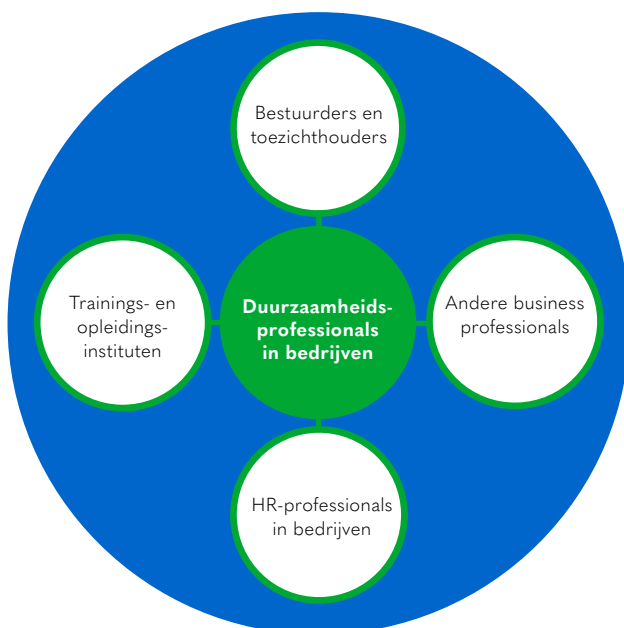 Bestuurders en
toezichthouders
Trainings- en
opleidings-
instituten
Duurzaamheids-
professionals
in bedrijven
Andere business
professionals
HR-professionals
in bedrijven